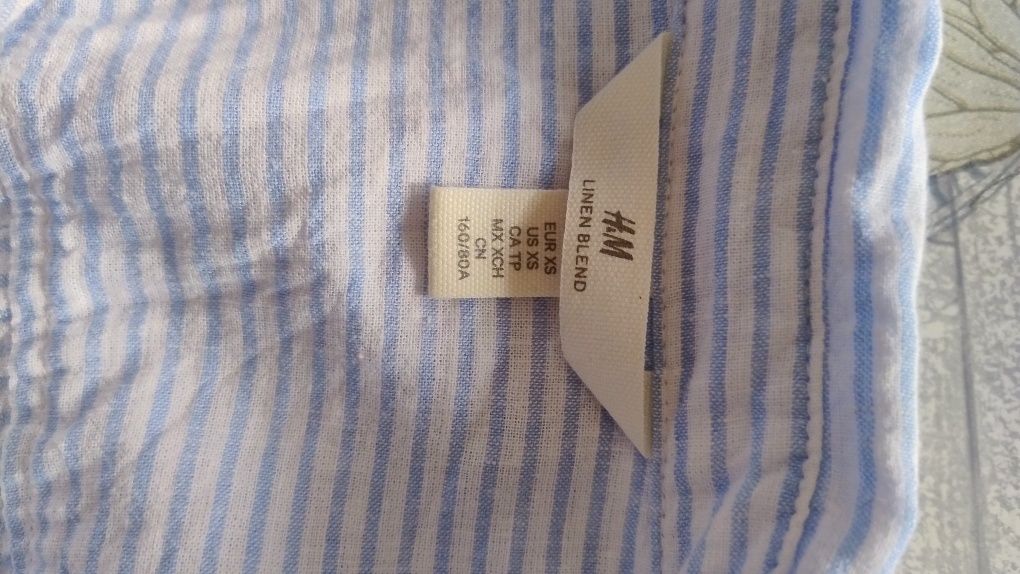 H&M
LINEN BLEND
EUR XS
US XS
CA TP
MX XCH
CN
160/80A